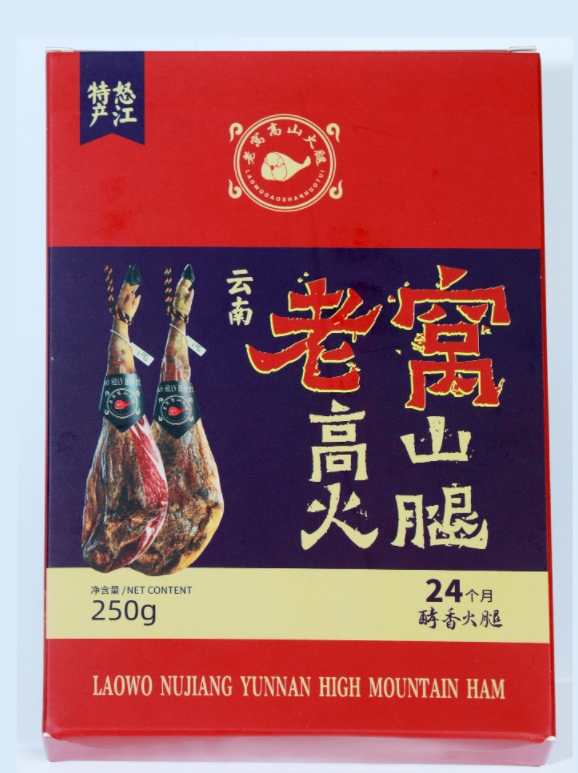 怒江
特产
老窝高山火腿
LAOWOGAOSHANHUOTUI
云南
老窝
高山
火腿
净含量/NET CONTENT
250g
24个月
酵香火腿
LAOWO NUJIANG YUNNAN HIGH MOUNTAIN HAM